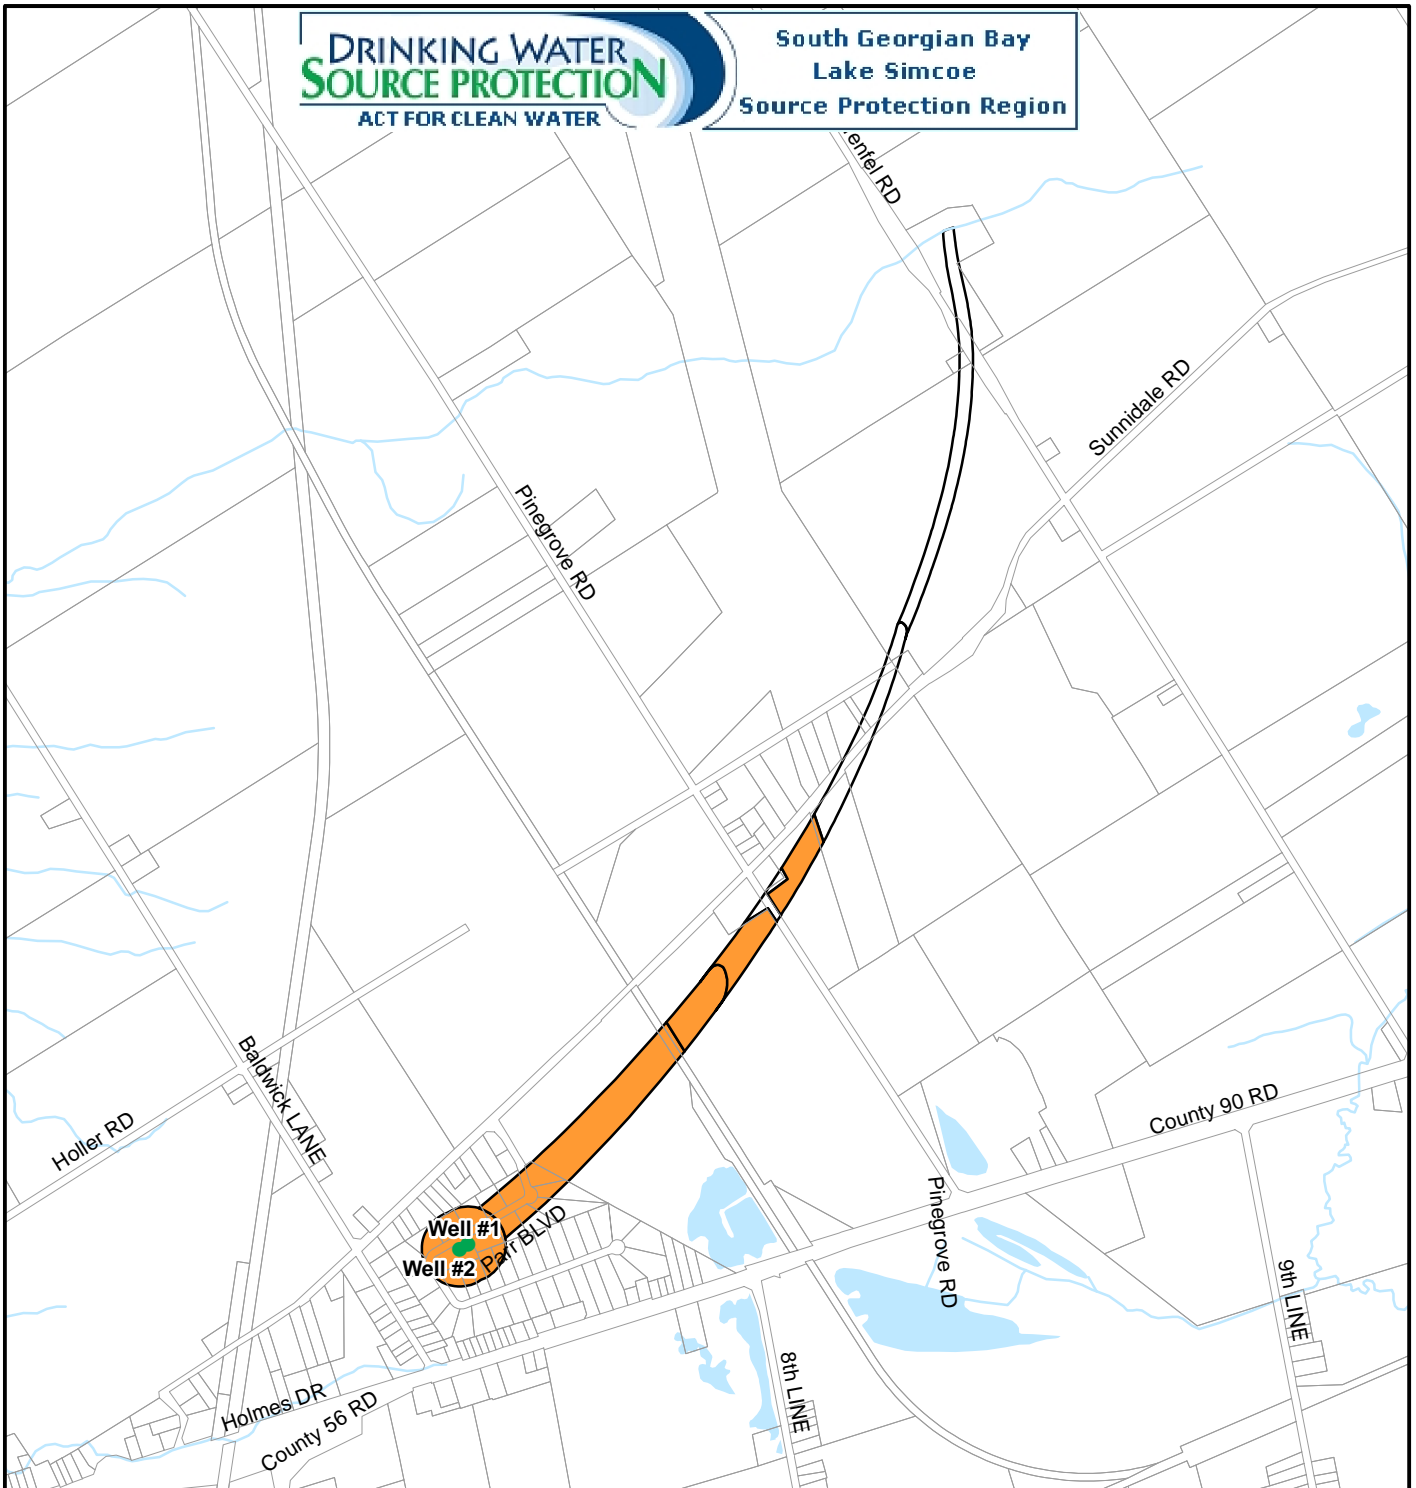 DRINKING WATER
SOURCE PROTECTION
ACT FOR CLEAN WATER
South Georgian Bay
Lake Simcoe
Source Protection Region
enfel RD
Sunnidale RD
Pinegrove RD
Baldwick LANE
Holler RD
County 90 RD
Pinegrove RD
Well #1
Well #2
Parr BLVD
9th LINE
8th LINE
Holmes DR
County 56 RD